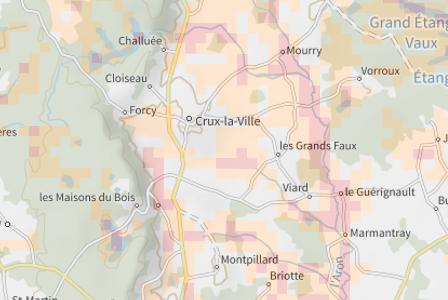 Grand Étang
Vaux
Étang
Challuée
Mourry
Cloiseau
Vorroux
Forcy
Crux-la-Ville
les Grands Faux
les Maisons du Bois
Viard
le Guérignault
Marmantray
Montpillard
l'Aron
Briotte
St-Martin